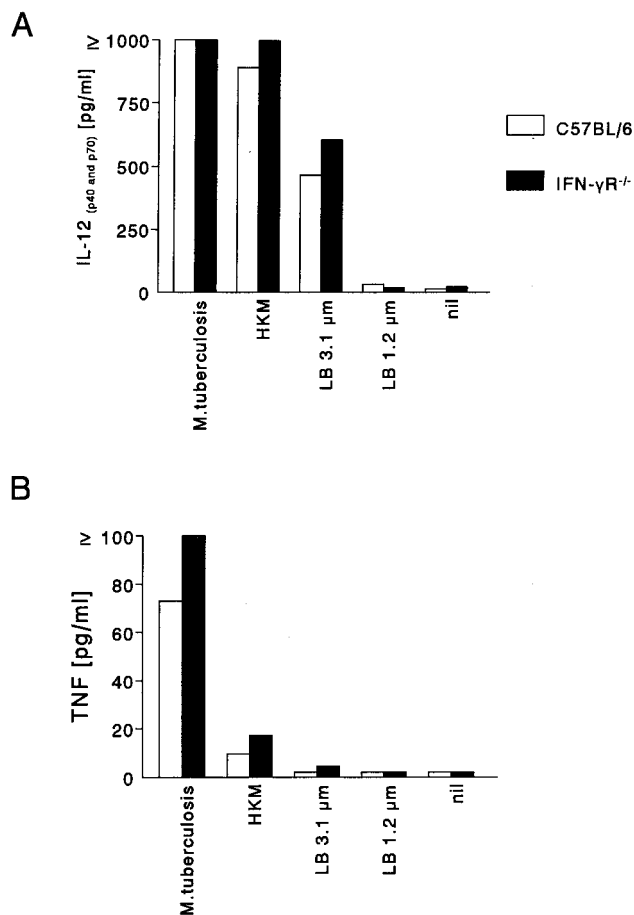 A
≥ 1000
750
500
250
0
IL-12 (p40 and p70) [pg/ml]
M.tuberculosis
HKM
LB 3.1 µm
LB 1.2 µm
nil
C57BL/6
IFN-γR-/-
B
≥ 100
80
60
40
20
0
TNF [pg/ml]
M.tuberculosis
HKM
LB 3.1 µm
LB 1.2 µm
nil